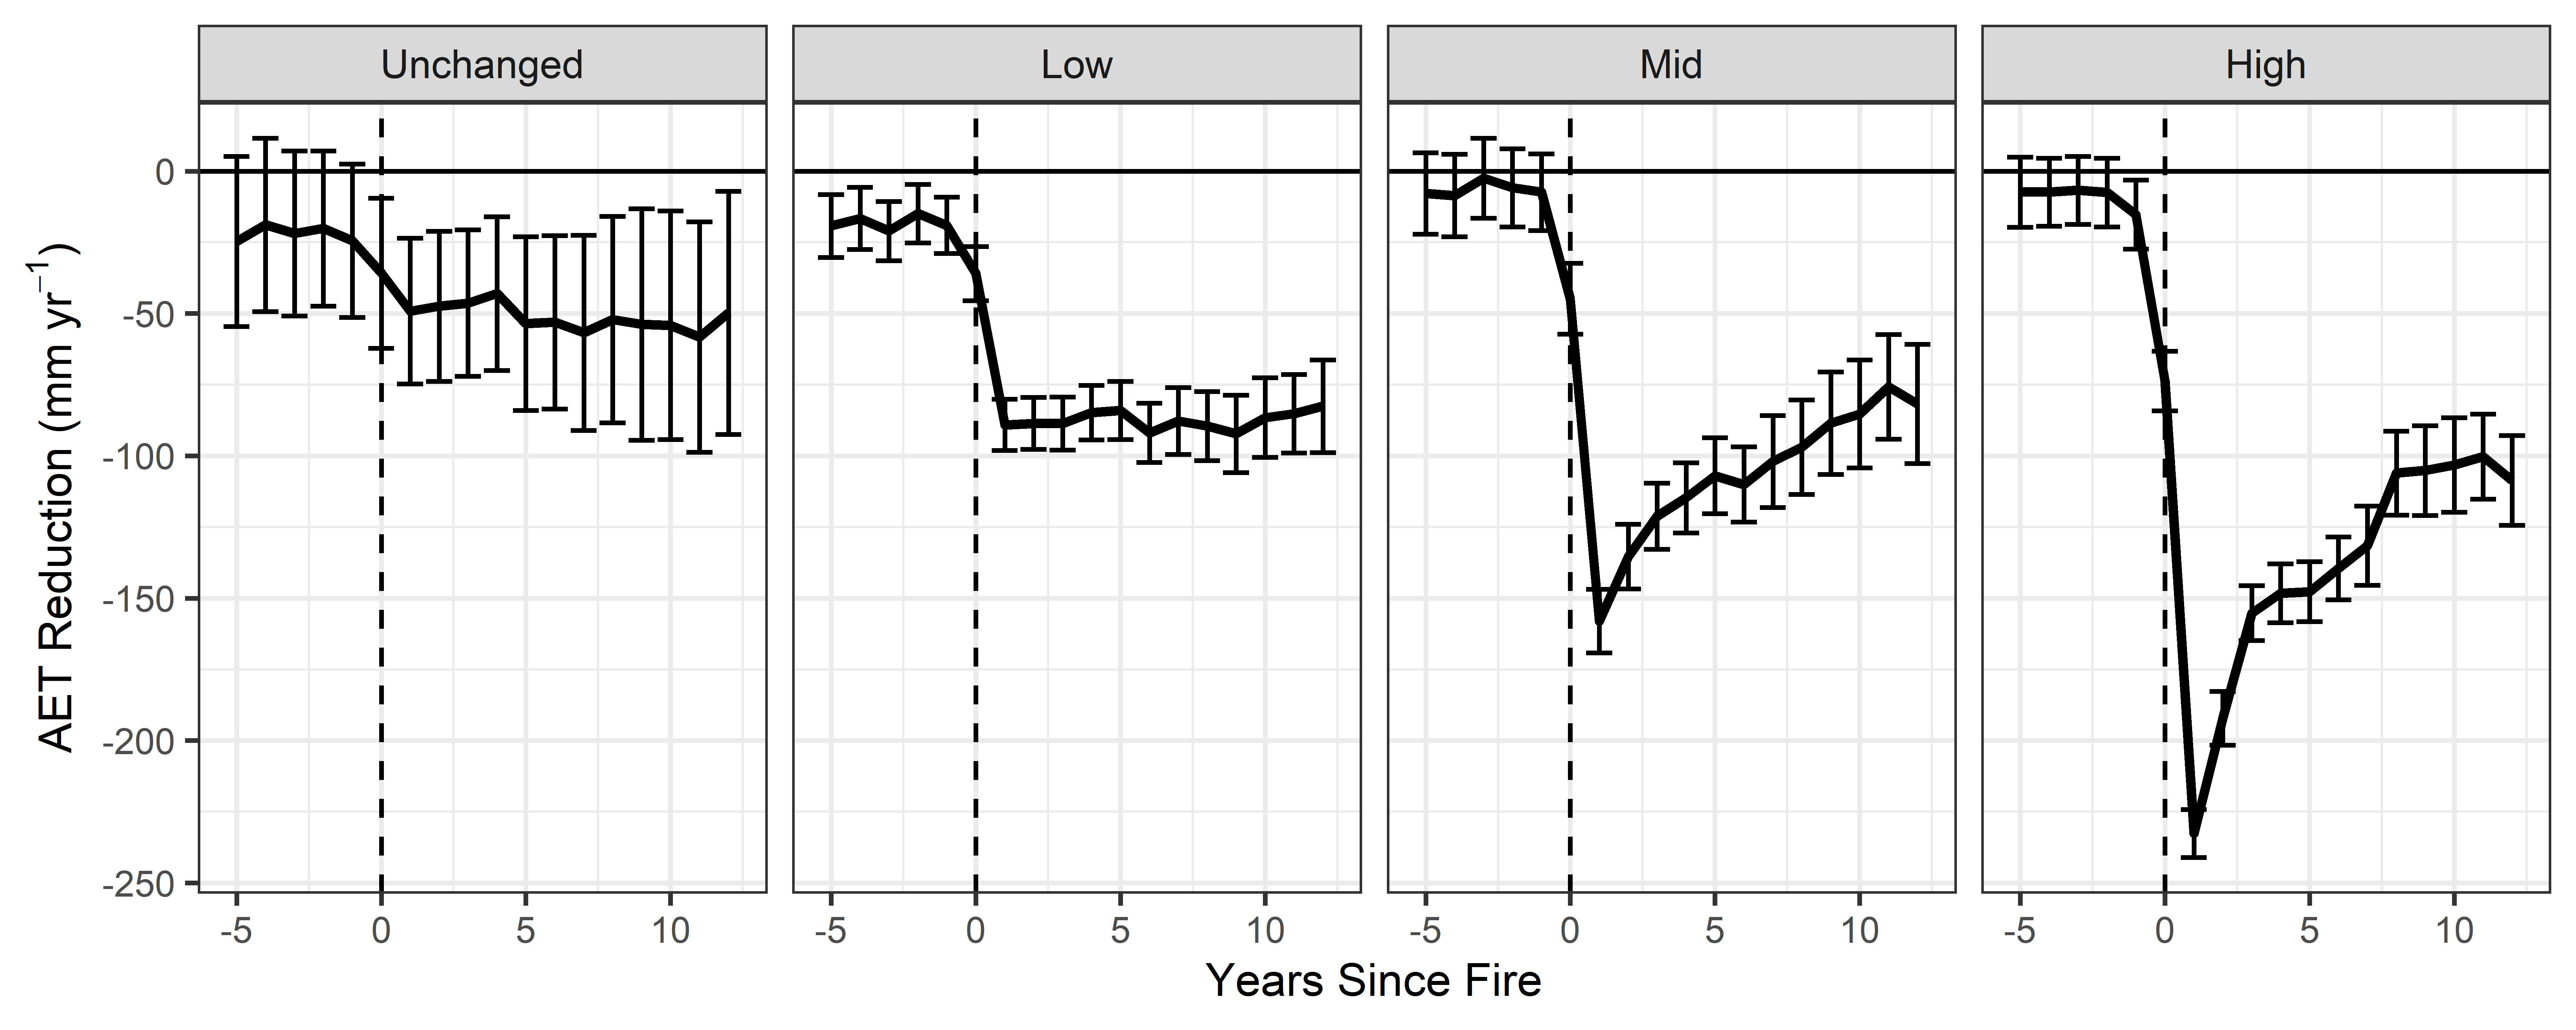 Unchanged Low Mid High
AET Reduction (mm yr⁻¹)
0
-50
-100
-150
-200
-250
-5 0 5 10 -5 0 5 10 -5 0 5 10 -5 0 5 10
Years Since Fire